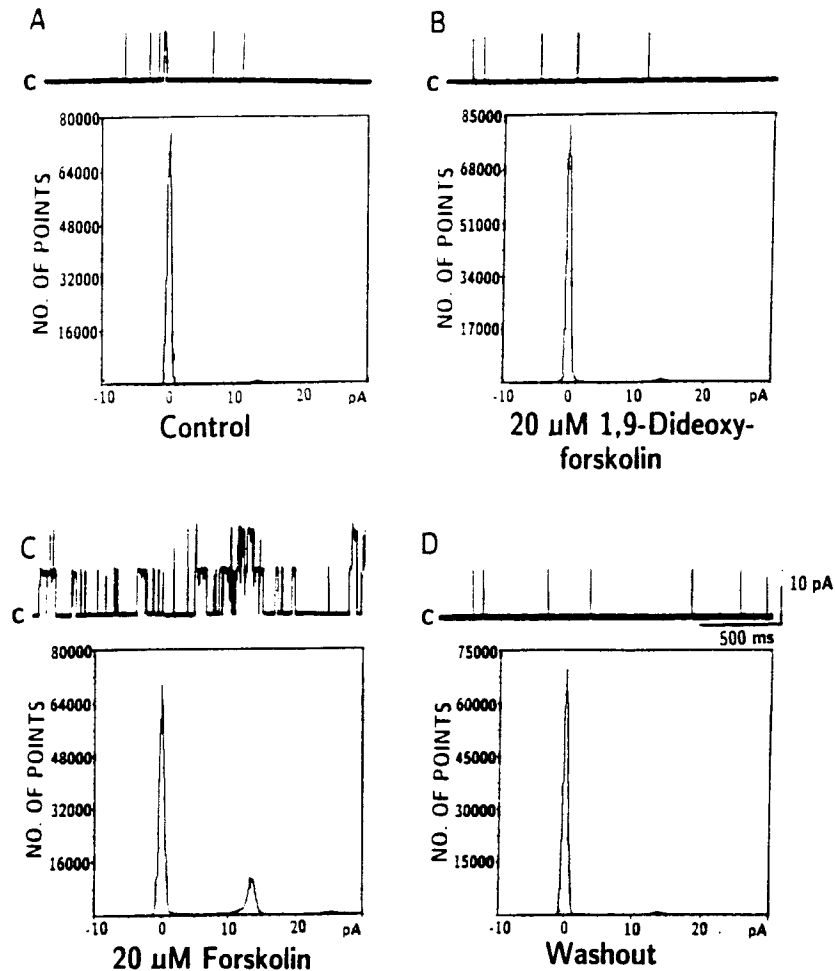 A
C
80000
64000
48000
32000
16000
NO. OF POINTS
-10 0 10 20 pA
Control
B
C
85000
68000
51000
34000
17000
NO. OF POINTS
-10 0 10 20 pA
20 µM 1,9-Dideoxy-
forskolin
C
C
80000
64000
48000
32000
16000
NO. OF POINTS
-10 0 10 20 pA
20 µM Forskolin
D
C
10 pA
500 ms
75000
60000
45000
30000
15000
NO. OF POINTS
-10 0 10 20 pA
Washout